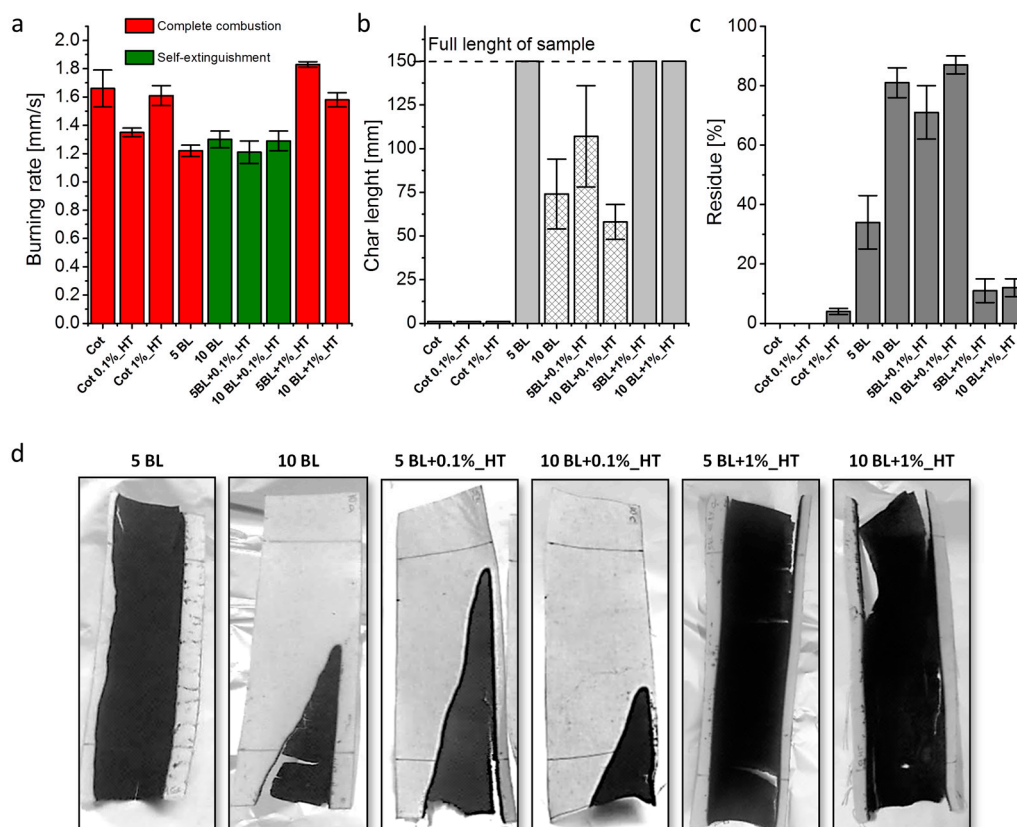 a
Complete combustion
Self-extinguishment
Burning rate [mm/s]
2.0
1.8
1.6
1.4
1.2
1.0
0.8
0.6
0.4
0.2
0.0
Cot
Cot 0.1%_HT
Cot 1%_HT
5 BL
10 BL
5BL+0.1%_HT
10 BL+0.1%_HT
5BL+1%_HT
10 BL+1%_HT
b
Full lenght of sample
Char lenght [mm]
150
125
100
75
50
25
0
Cot
Cot 0.1%_HT
Cot 1%_HT
5 BL
10 BL
5BL+0.1%_HT
10 BL+0.1%_HT
5BL+1%_HT
10 BL+1%_HT
c
Residue [%]
100
80
60
40
20
0
Cot
Cot 0.1%_HT
Cot 1%_HT
5 BL
10 BL
5BL+0.1%_HT
10 BL+0.1%_HT
5BL+1%_HT
10 BL+1%_HT
d
5 BL
10 BL
5 BL+0.1%_HT
10 BL+0.1%_HT
5 BL+1%_HT
10 BL+1%_HT